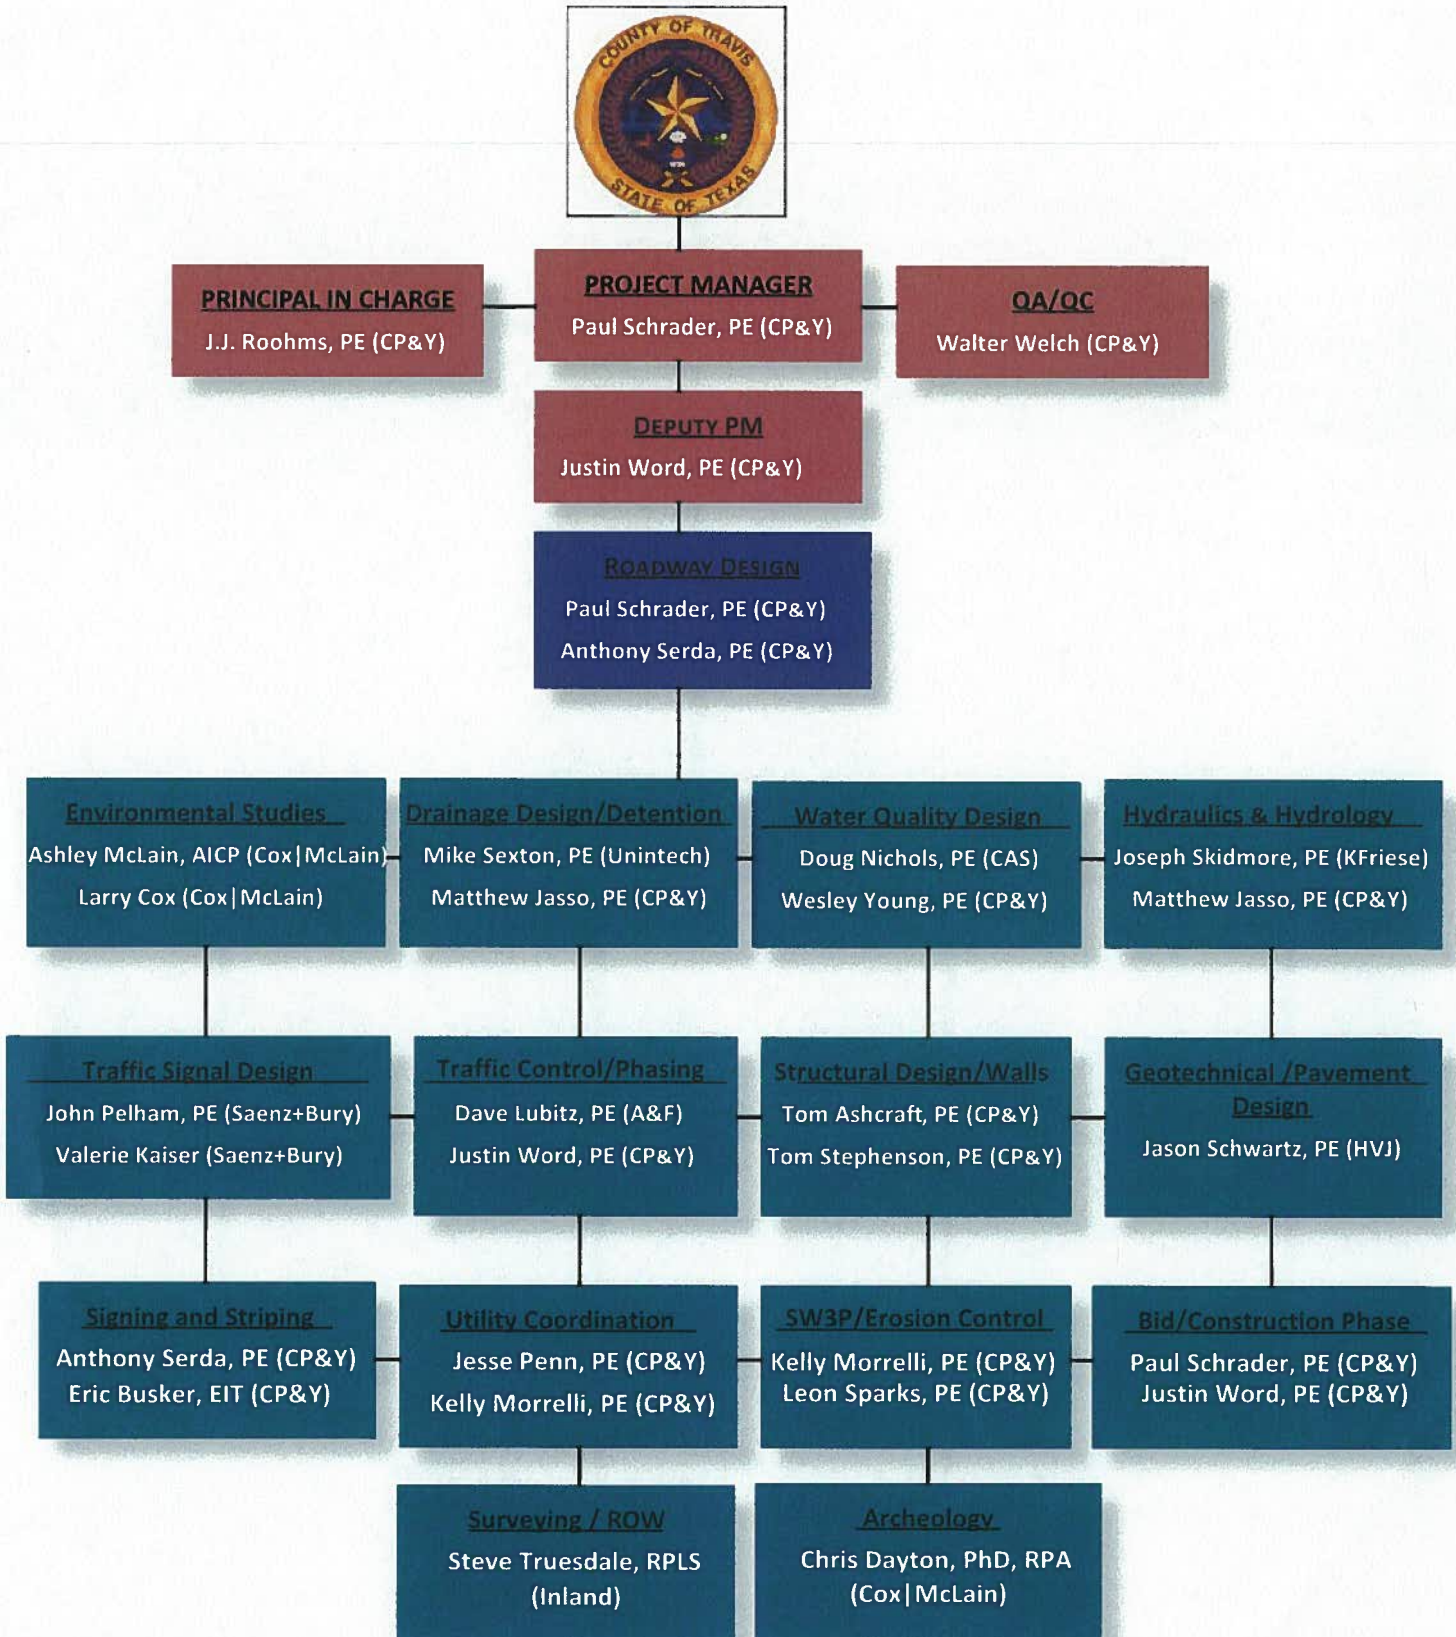 COUNTY OF TRAVIS
STATE OF TEXAS
PRINCIPAL IN CHARGE
J.J. Roohms, PE (CP&Y)
PROJECT MANAGER
Paul Schrader, PE (CP&Y)
QA/QC
Walter Welch (CP&Y)
DEPUTY PM
Justin Word, PE (CP&Y)
ROADWAY DESIGN
Paul Schrader, PE (CP&Y)
Anthony Serda, PE (CP&Y)
Environmental Studies
Ashley McLain, AICP (Cox|McLain)
Larry Cox (Cox|McLain)
Drainage Design/Detention
Mike Sexton, PE (Unintech)
Matthew Jasso, PE (CP&Y)
Water Quality Design
Doug Nichols, PE (CAS)
Wesley Young, PE (CP&Y)
Hydraulics & Hydrology
Joseph Skidmore, PE (KFriese)
Matthew Jasso, PE (CP&Y)
Traffic Signal Design
John Pelham, PE (Saenz+Bury)
Valerie Kaiser (Saenz+Bury)
Traffic Control/Phasing
Dave Lubitz, PE (A&F)
Justin Word, PE (CP&Y)
Structural Design/Walls
Tom Ashcraft, PE (CP&Y)
Tom Stephenson, PE (CP&Y)
Geotechnical /Pavement
Design
Jason Schwartz, PE (HVJ)
Signing and Striping
Anthony Serda, PE (CP&Y)
Eric Busker, EIT (CP&Y)
Utility Coordination
Jesse Penn, PE (CP&Y)
Kelly Morrelli, PE (CP&Y)
SW3P/Erosion Control
Kelly Morrelli, PE (CP&Y)
Leon Sparks, PE (CP&Y)
Bid/Construction Phase
Paul Schrader, PE (CP&Y)
Justin Word, PE (CP&Y)
Surveying / ROW
Steve Truesdale, RPLS
(Inland)
Archeology
Chris Dayton, PhD, RPA
(Cox|McLain)